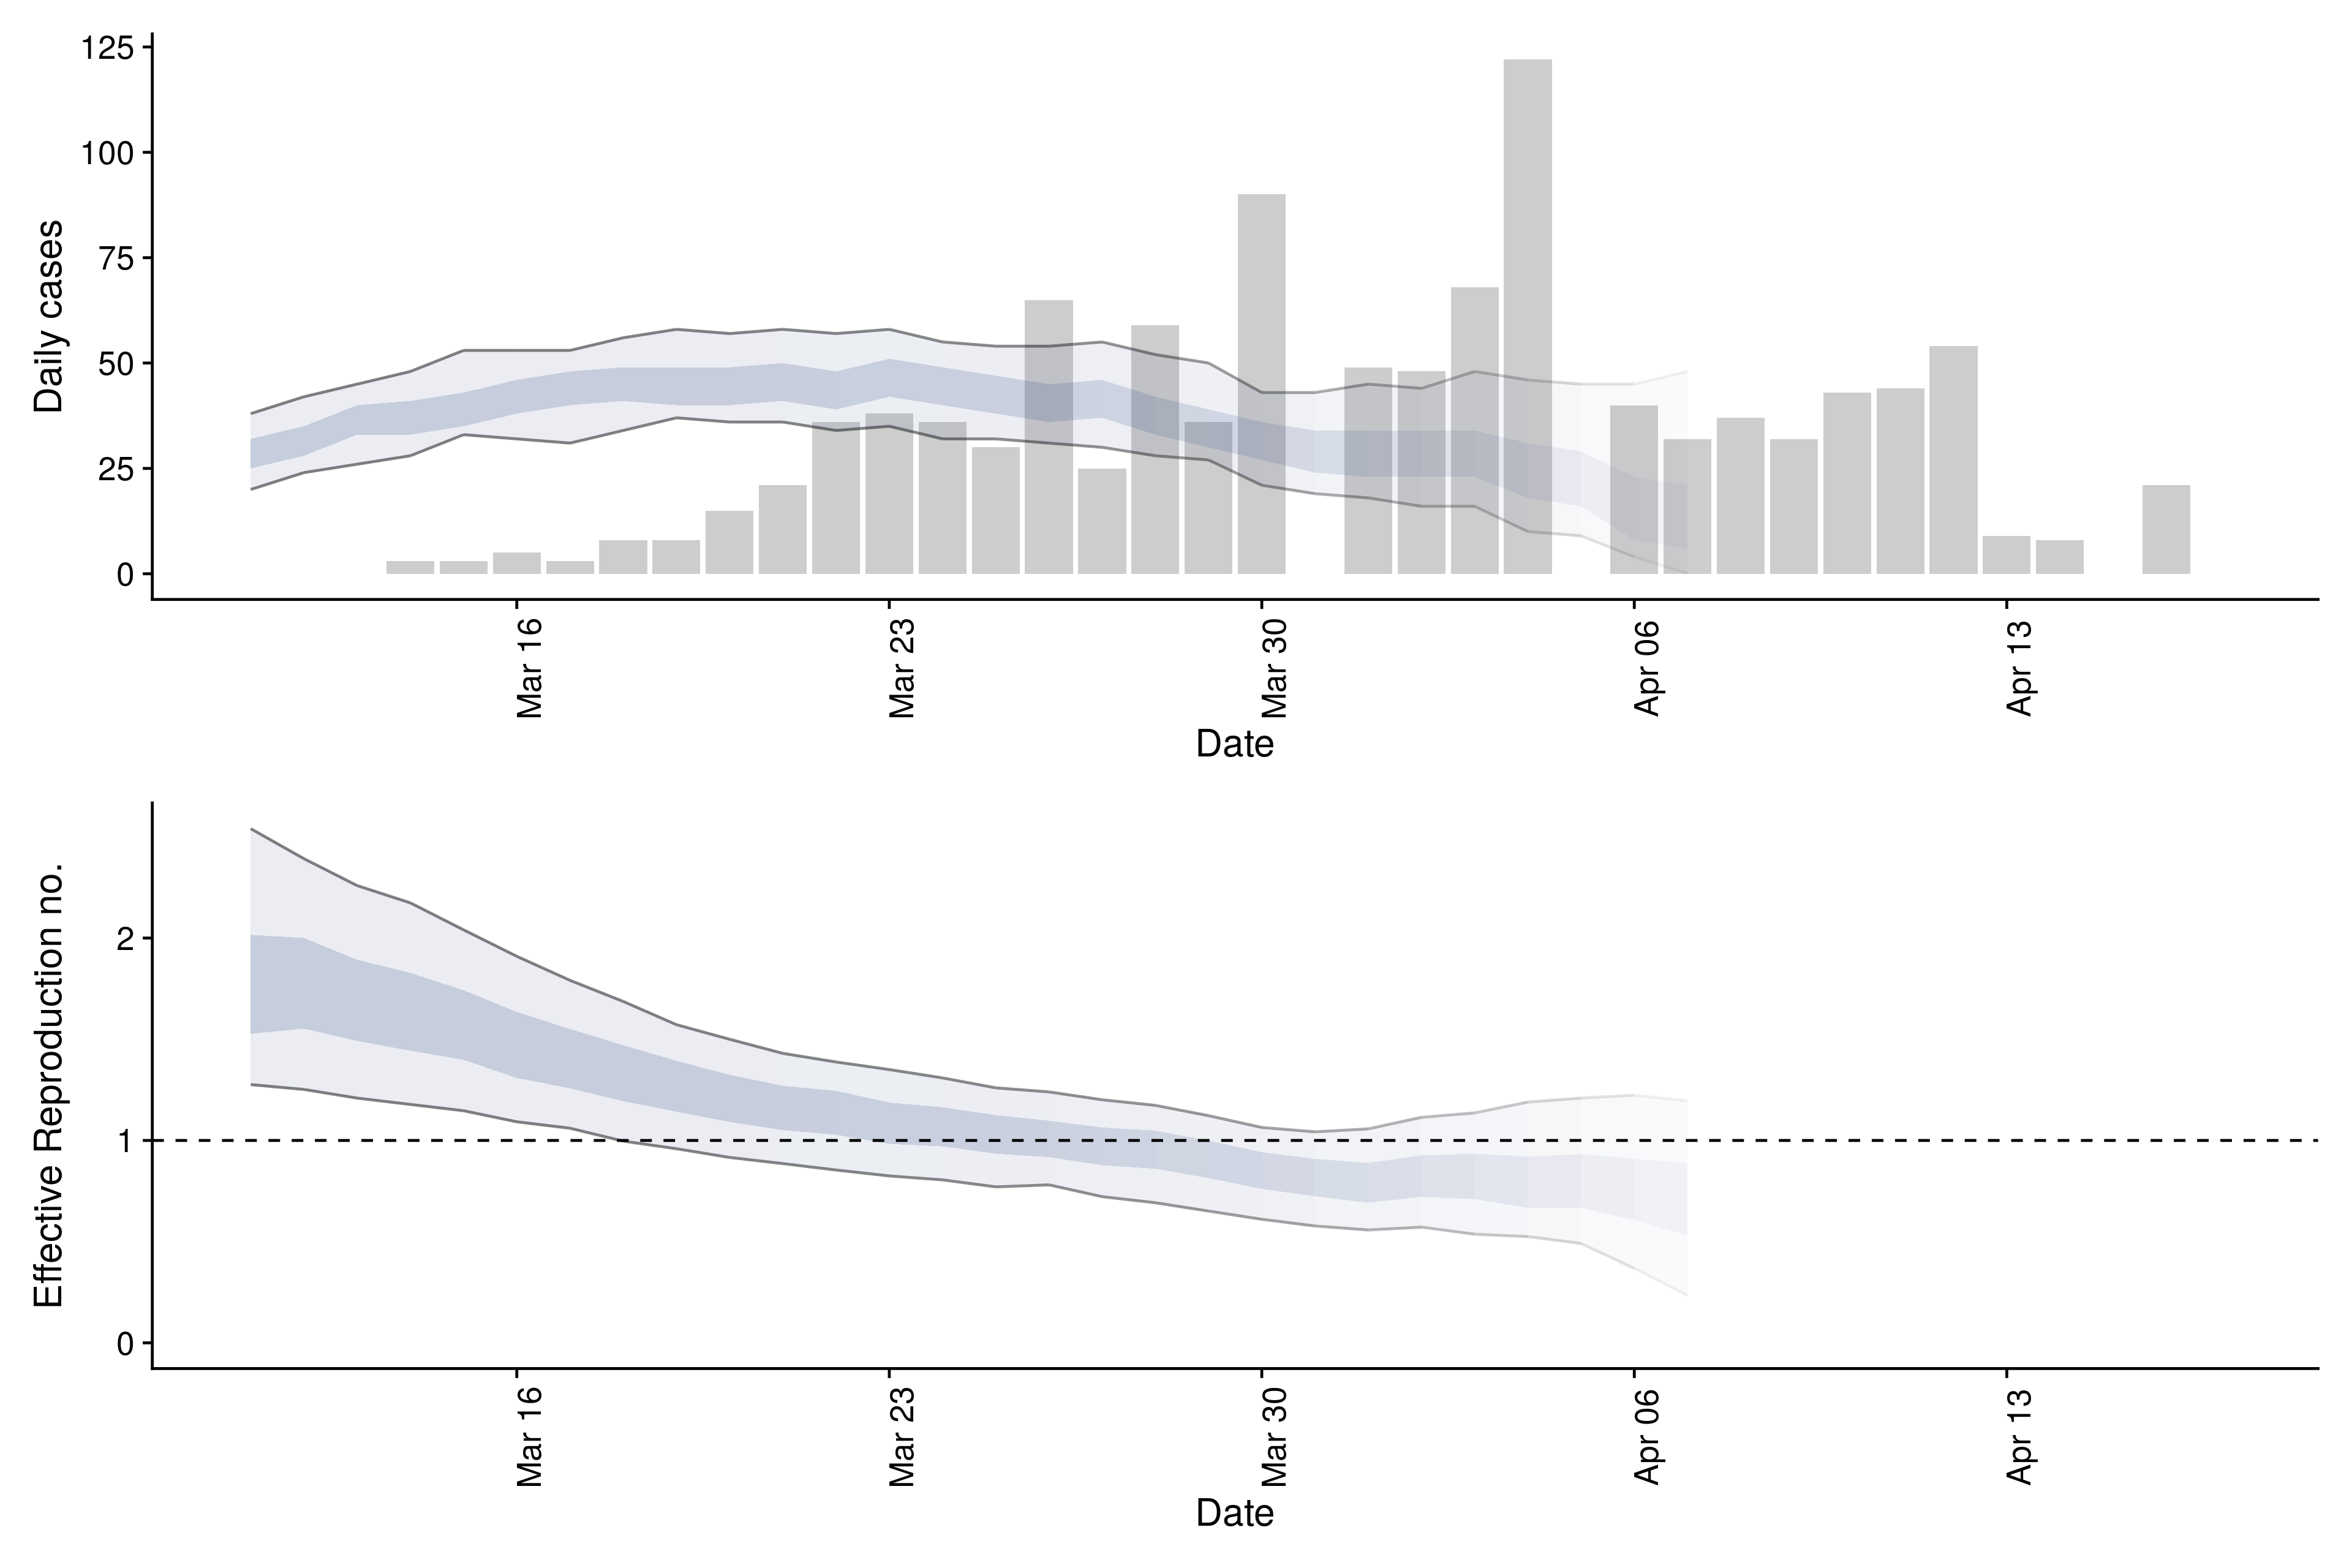 Daily cases
125
100
75
50
25
0
Mar 16
Mar 23
Mar 30
Apr 06
Apr 13
Date
Effective Reproduction no.
2
1
0
Mar 16
Mar 23
Mar 30
Apr 06
Apr 13
Date